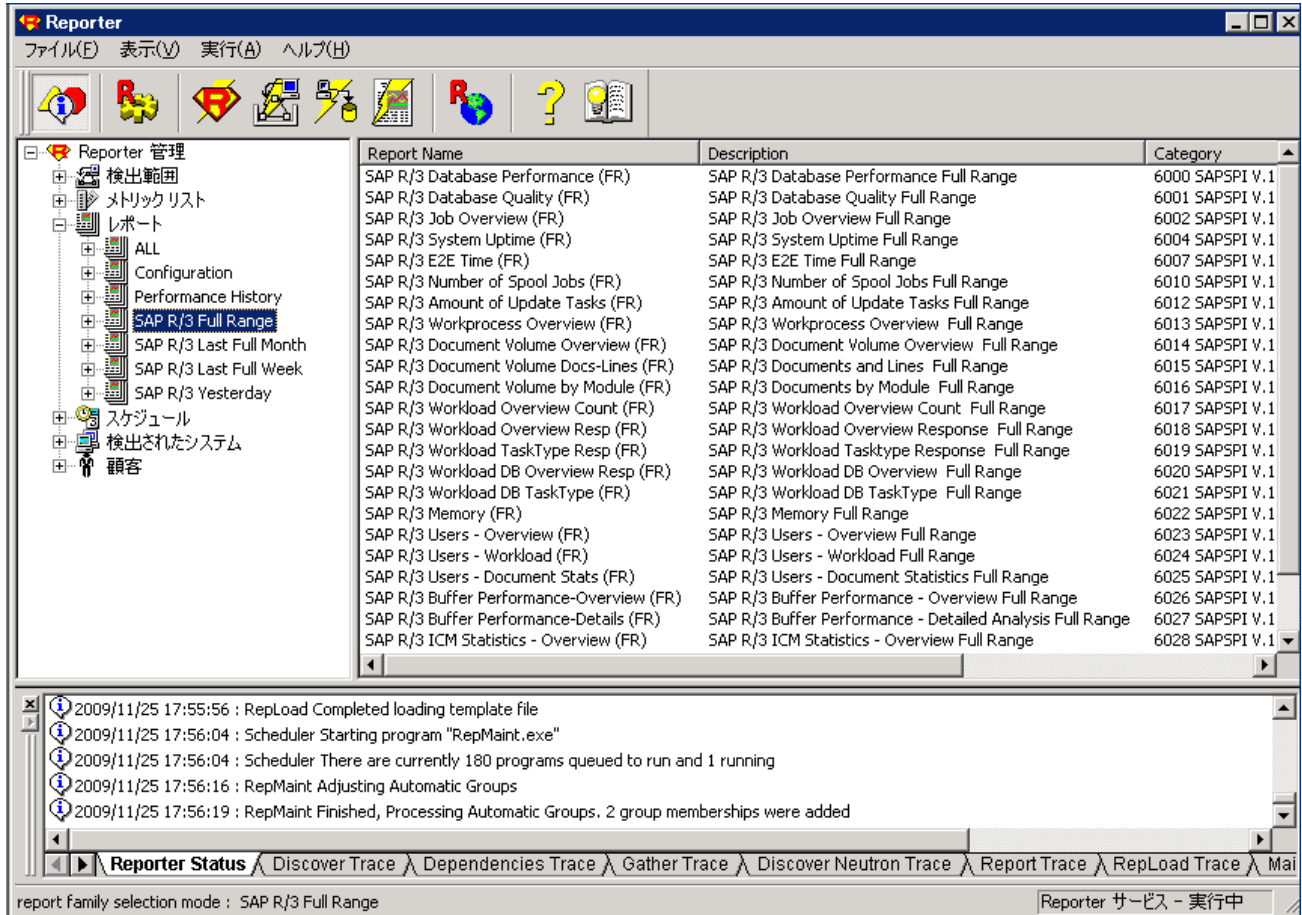 Reporter
ファイル(F) 表示(V) 実行(A) ヘルプ(H)
Reporter 管理
検出範囲
メトリック リスト
レポート
ALL
Configuration
Performance History
SAP R/3 Full Range
SAP R/3 Last Full Month
SAP R/3 Last Full Week
SAP R/3 Yesterday
スケジュール
検出されたシステム
顧客
Report Name Description Category
SAP R/3 Database Performance (FR) SAP R/3 Database Performance Full Range 6000 SAPSPI V.1
SAP R/3 Database Quality (FR) SAP R/3 Database Quality Full Range 6001 SAPSPI V.1
SAP R/3 Job Overview (FR) SAP R/3 Job Overview Full Range 6002 SAPSPI V.1
SAP R/3 System Uptime (FR) SAP R/3 System Uptime Full Range 6004 SAPSPI V.1
SAP R/3 E2E Time (FR) SAP R/3 E2E Time Full Range 6007 SAPSPI V.1
SAP R/3 Number of Spool Jobs (FR) SAP R/3 Number of Spool Jobs Full Range 6010 SAPSPI V.1
SAP R/3 Amount of Update Tasks (FR) SAP R/3 Amount of Update Tasks Full Range 6012 SAPSPI V.1
SAP R/3 Workprocess Overview (FR) SAP R/3 Workprocess Overview Full Range 6013 SAPSPI V.1
SAP R/3 Document Volume Overview (FR) SAP R/3 Document Volume Overview Full Range 6014 SAPSPI V.1
SAP R/3 Document Volume Docs-Lines (FR) SAP R/3 Documents and Lines Full Range 6015 SAPSPI V.1
SAP R/3 Document Volume by Module (FR) SAP R/3 Documents by Module Full Range 6016 SAPSPI V.1
SAP R/3 Workload Overview Count (FR) SAP R/3 Workload Overview Count Full Range 6017 SAPSPI V.1
SAP R/3 Workload Overview Resp (FR) SAP R/3 Workload Overview Response Full Range 6018 SAPSPI V.1
SAP R/3 Workload TaskType Resp (FR) SAP R/3 Workload Tasktype Response Full Range 6019 SAPSPI V.1
SAP R/3 Workload DB Overview Resp (FR) SAP R/3 Workload DB Overview Full Range 6020 SAPSPI V.1
SAP R/3 Workload DB TaskType (FR) SAP R/3 Workload DB TaskType Full Range 6021 SAPSPI V.1
SAP R/3 Memory (FR) SAP R/3 Memory Full Range 6022 SAPSPI V.1
SAP R/3 Users - Overview (FR) SAP R/3 Users - Overview Full Range 6023 SAPSPI V.1
SAP R/3 Users - Workload (FR) SAP R/3 Users - Workload Full Range 6024 SAPSPI V.1
SAP R/3 Users - Document Stats (FR) SAP R/3 Users - Document Statistics Full Range 6025 SAPSPI V.1
SAP R/3 Buffer Performance-Overview (FR) SAP R/3 Buffer Performance - Overview Full Range 6026 SAPSPI V.1
SAP R/3 Buffer Performance-Details (FR) SAP R/3 Buffer Performance - Detailed Analysis Full Range 6027 SAPSPI V.1
SAP R/3 ICM Statistics - Overview (FR) SAP R/3 ICM Statistics - Overview Full Range 6028 SAPSPI V.1
2009/11/25 17:55:56 : RepLoad Completed loading template file
2009/11/25 17:56:04 : Scheduler Starting program "RepMaint.exe"
2009/11/25 17:56:04 : Scheduler There are currently 180 programs queued to run and 1 running
2009/11/25 17:56:16 : RepMaint Adjusting Automatic Groups
2009/11/25 17:56:19 : RepMaint Finished, Processing Automatic Groups. 2 group memberships were added
Reporter Status Discover Trace Dependencies Trace Gather Trace Discover Neutron Trace Report Trace RepLoad Trace Mai
report family selection mode : SAP R/3 Full Range Reporter サービス - 実行中